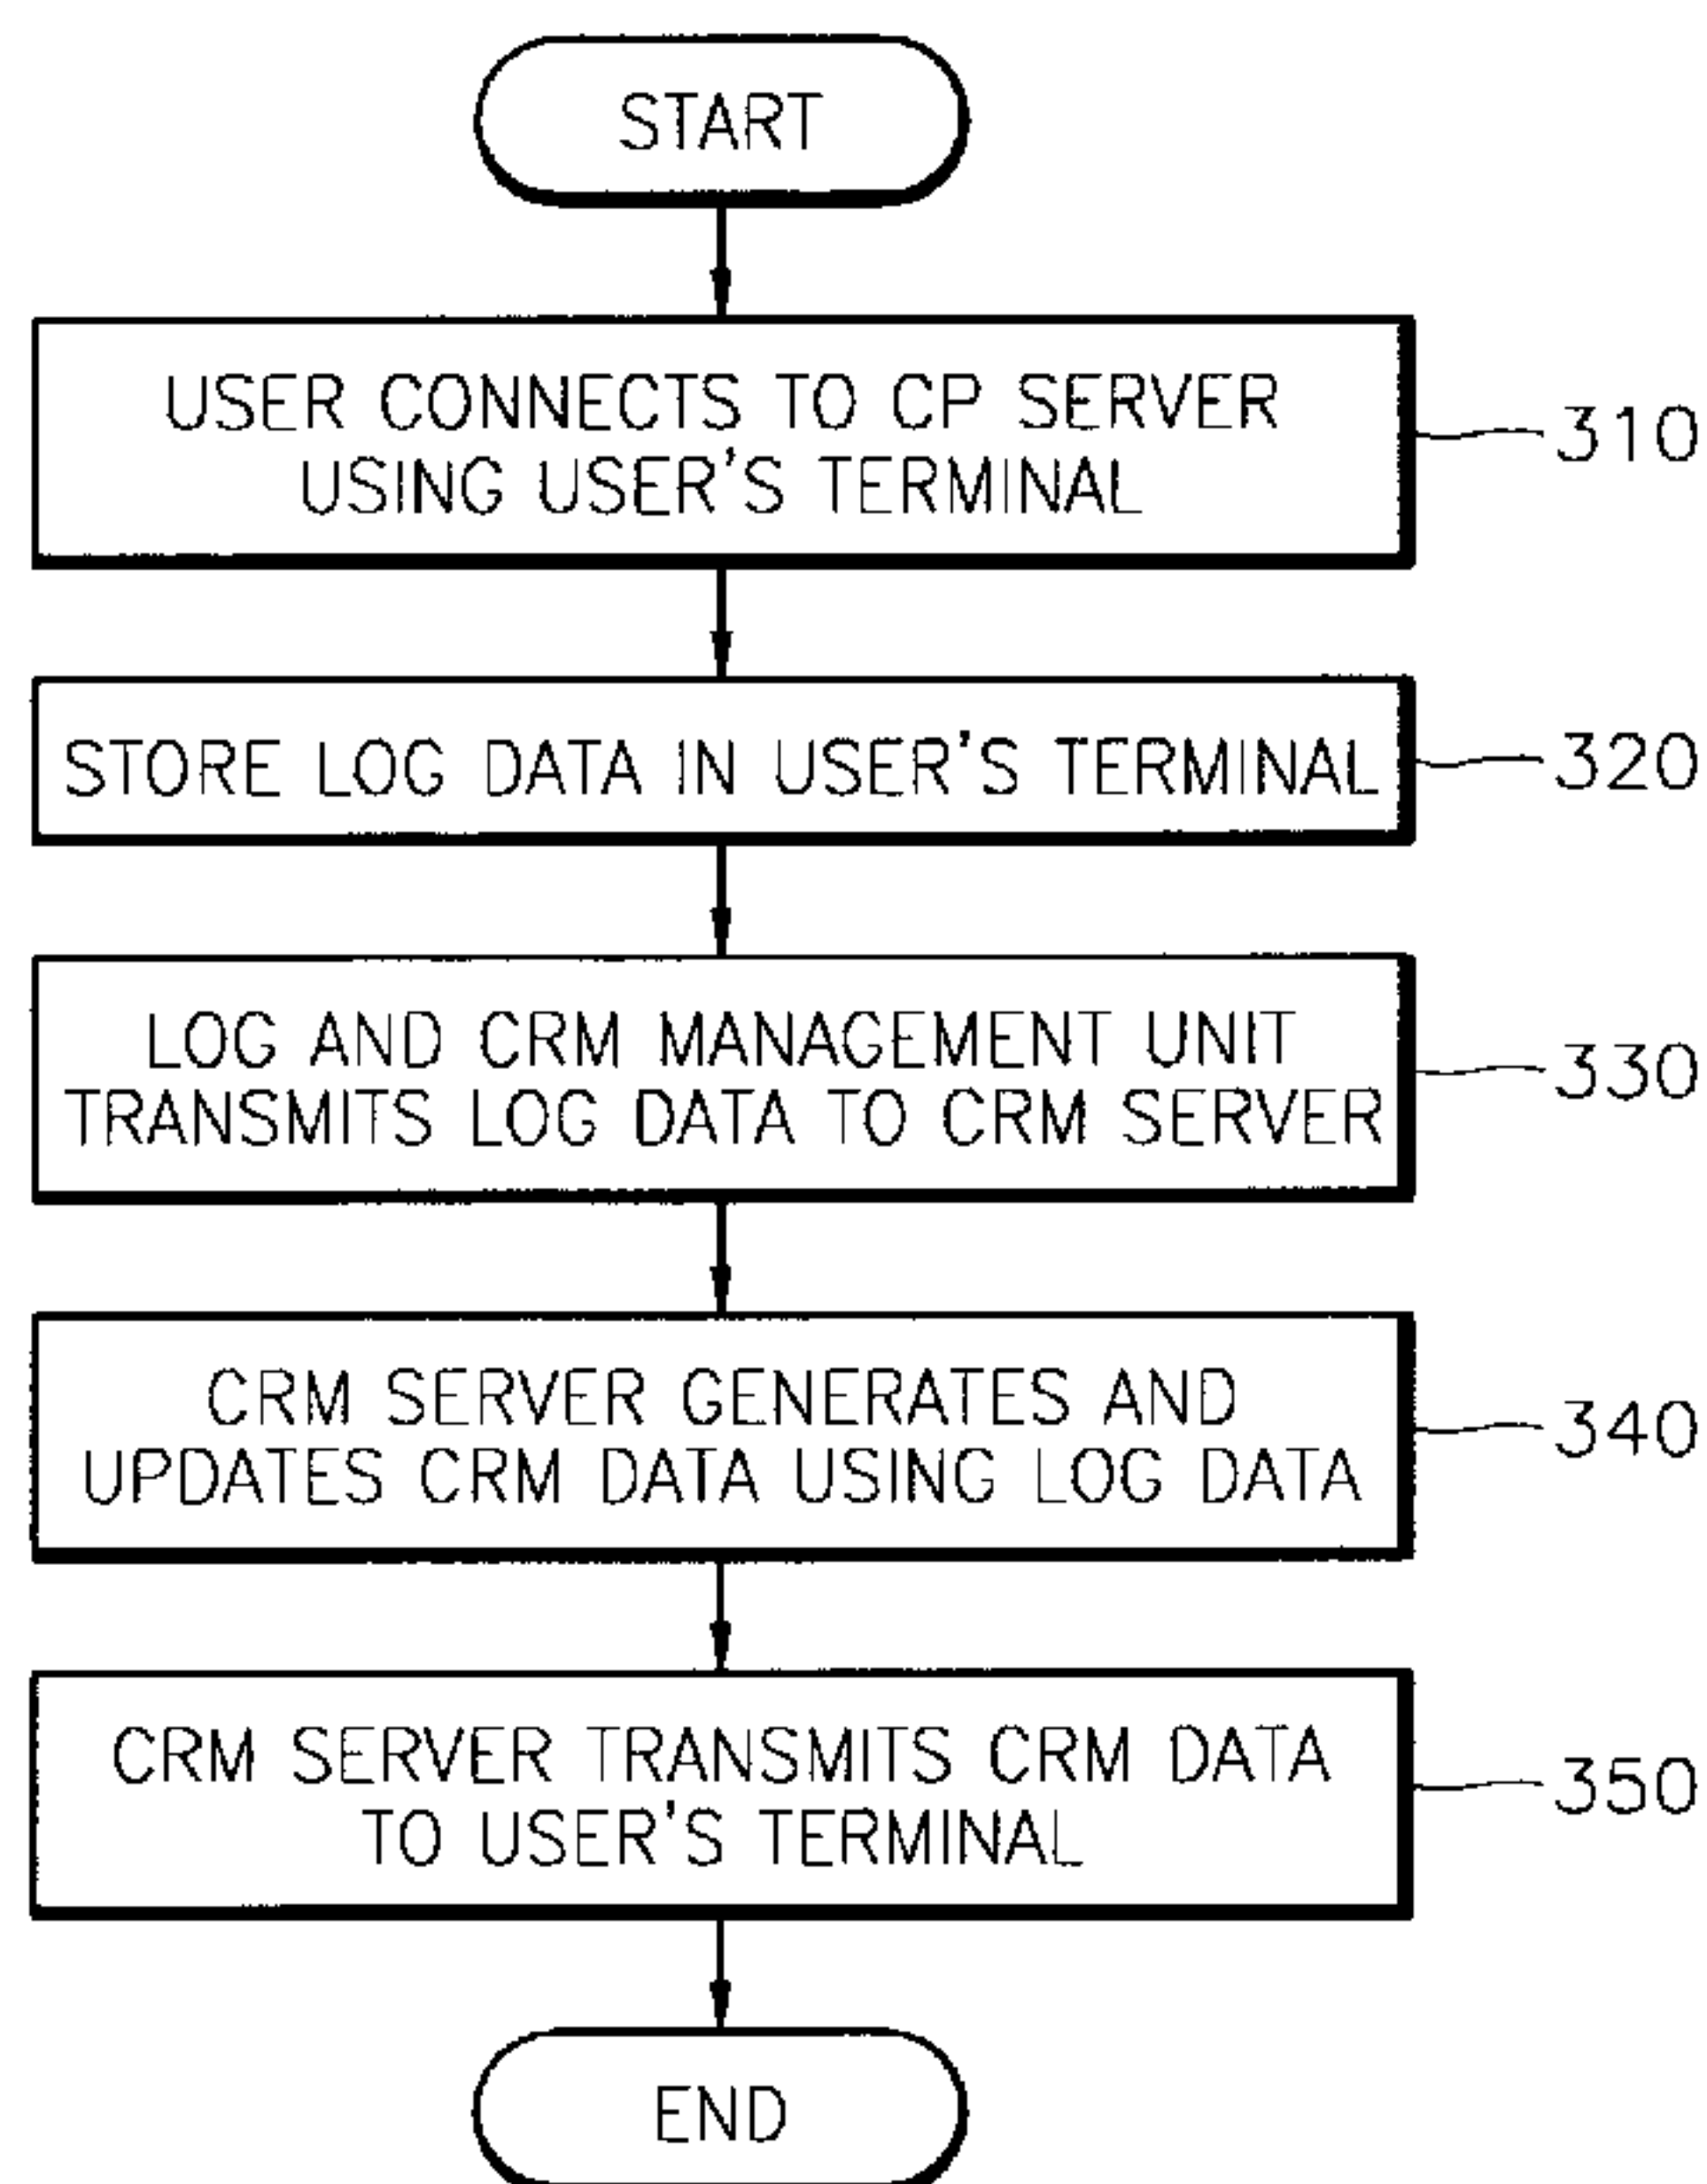 START
USER CONNECTS TO CP SERVER
USING USER'S TERMINAL
310
STORE LOG DATA IN USER'S TERMINAL
320
LOG AND CRM MANAGEMENT UNIT
TRANSMITS LOG DATA TO CRM SERVER
330
CRM SERVER GENERATES AND
UPDATES CRM DATA USING LOG DATA
340
CRM SERVER TRANSMITS CRM DATA
TO USER'S TERMINAL
350
END